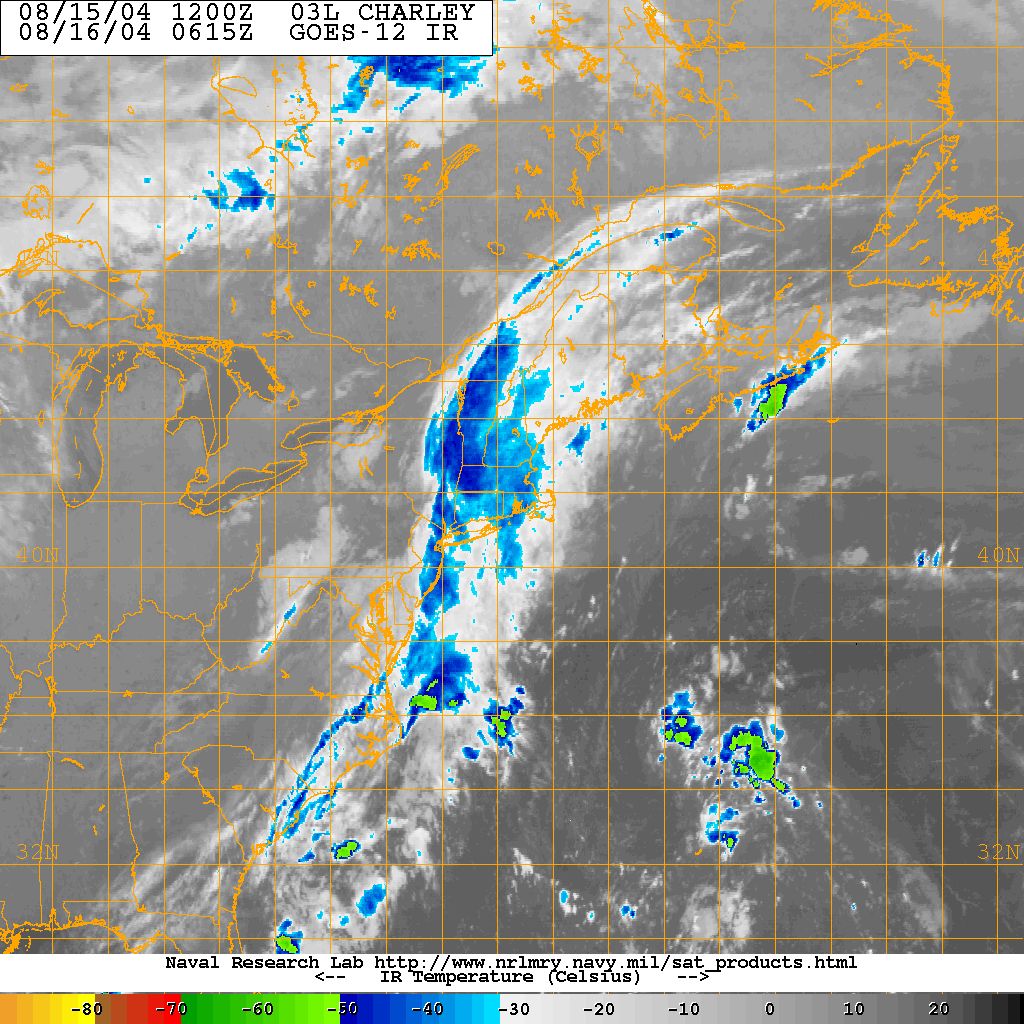 08/15/04 1200Z 03L CHARLEY
08/16/04 0615Z GOES-12 IR
40N 40N
32N 32N
Naval Research Lab http://www.nrlmry.navy.mil/sat_products.html
<-- IR Temperature (Celsius) -->
-80 -70 -60 -50 -40 -30 -20 -10 0 10 20